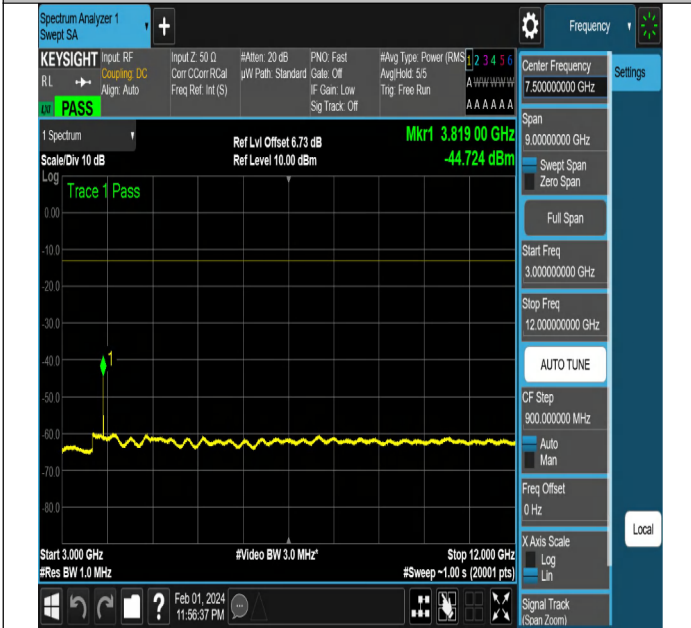 Spectrum Analyzer 1
Swept SA
+
Frequency
KEYSIGHT
RL
PASS
Input: RF
Coupling: DC
Align: Auto
Input Z: 50 Ω
Corr CCorr RCal
Freq Ref: Int (S)
#Atten: 20 dB
µW Path: Standard
PNO: Fast
Gate: Off
IF Gain: Low
Sig Track: Off
#Avg Type: Power (RMS
Avg|Hold: 5/5
Trig: Free Run
1 2 3 4 5 6
A W W W W W
A A A A A A
1 Spectrum
Scale/Div 10 dB
Ref Lvl Offset 6.73 dB
Ref Level 10.00 dBm
Mkr1 3.819 00 GHz
-44.724 dBm
Log
Trace 1 Pass
0.00
-10.0
-20.0
-30.0
-40.0
-50.0
-60.0
-70.0
-80.0
1
Start 3.000 GHz
#Res BW 1.0 MHz
#Video BW 3.0 MHz*
Stop 12.000 GHz
#Sweep ~1.00 s (20001 pts)
?
Feb 01, 2024
11:56:37 PM
Center Frequency
7.500000000 GHz
Settings
Span
9.00000000 GHz
Swept Span
Zero Span
Full Span
Start Freq
3.000000000 GHz
Stop Freq
12.000000000 GHz
AUTO TUNE
CF Step
900.000000 MHz
Auto
Man
Freq Offset
0 Hz
X Axis Scale
Log
Lin
Local
Signal Track
(Span Zoom)